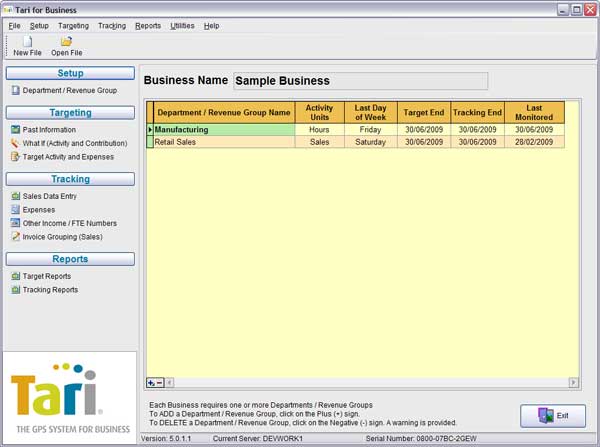 Tari for Business
File Setup Targeting Tracking Reports Utilities Help
New File Open File
Setup
Department / Revenue Group
Targeting
Past Information
What If (Activity and Contribution)
Target Activity and Expenses
Tracking
Sales Data Entry
Expenses
Other Income / FTE Numbers
Invoice Grouping (Sales)
Reports
Target Reports
Tracking Reports
Tari
THE GPS SYSTEM FOR BUSINESS
Business Name Sample Business
Department / Revenue Group Name Activity Units Last Day of Week Target End Tracking End Last Monitored
Manufacturing Hours Friday 30/06/2009 30/06/2009 30/06/2009
Retail Sales Sales Saturday 30/06/2009 30/06/2009 28/02/2009
Each Business requires one or more Departments / Revenue Groups
To ADD a Department / Revenue Group, click on the Plus (+) sign.
To DELETE a Department / Revenue Group, click on the Negative (-) sign. A warning is provided.
Exit
Version: 5.0.1.1 Current Server: DEVWORK1 Serial Number: 0800-07BC-2GEW